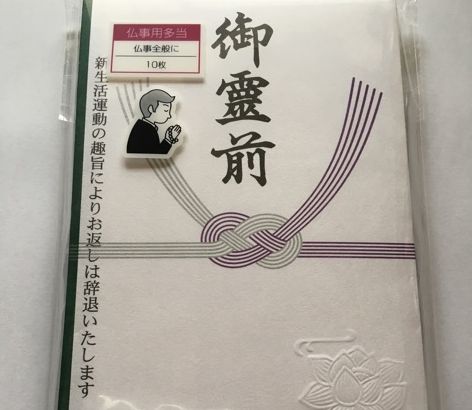 仏事用多当
仏事全般に
10枚
御霊前
新生活運動の趣旨によりお返しは辞退いたします